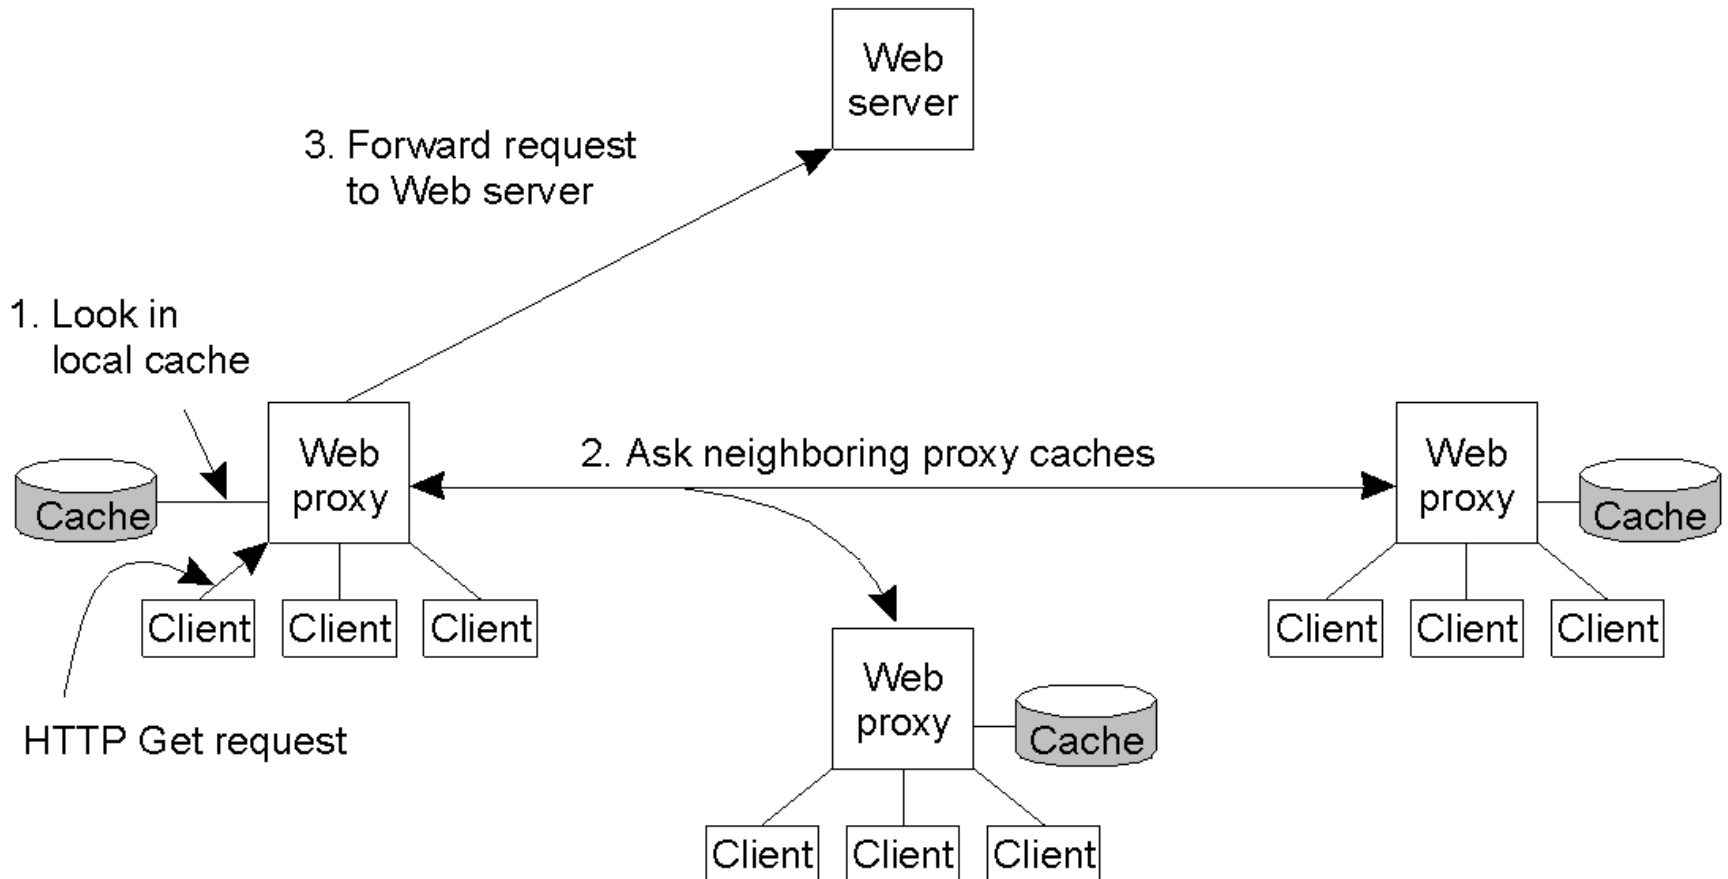 Web
server
3. Forward request
to Web server
1. Look in
local cache
Web
proxy
2. Ask neighboring proxy caches
Web
proxy
Cache
Cache
Client
Client
Client
Client
Client
Client
HTTP Get request
Web
proxy
Cache
Client
Client
Client